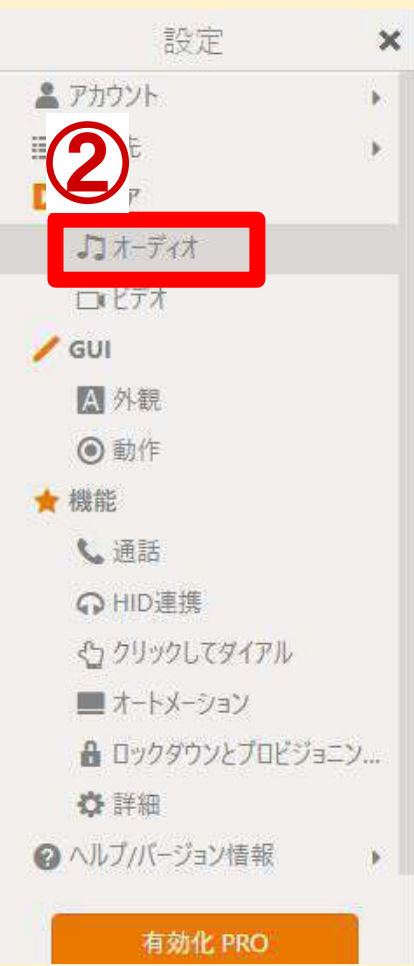 設定
アカウント
②
先
ア
オーディオ
ビデオ
GUI
外観
動作
機能
通話
HID連携
クリックしてダイアル
オートメーション
ロックダウンとプロビジョニン...
詳細
ヘルプ/バージョン情報
有効化 PRO